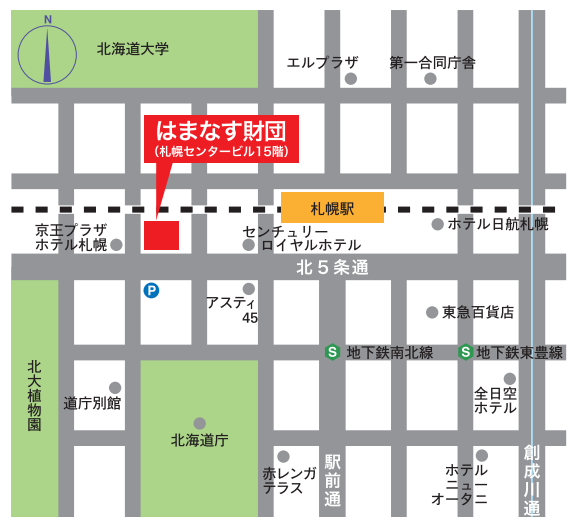 N
北海道大学
エルプラザ
第一合同庁舎
はまなす財団
(札幌センタービル15階)
札幌駅
京王プラザ
ホテル札幌
センチュリー
ロイヤルホテル
ホテル日航札幌
北5条通
P
アスティ
45
東急百貨店
S 地下鉄南北線
S 地下鉄東豊線
北大植物園
道庁別館
全日空
ホテル
北海道庁
赤レンガ
テラス
駅前通
ホテル
ニュー
オータニ
創成川通